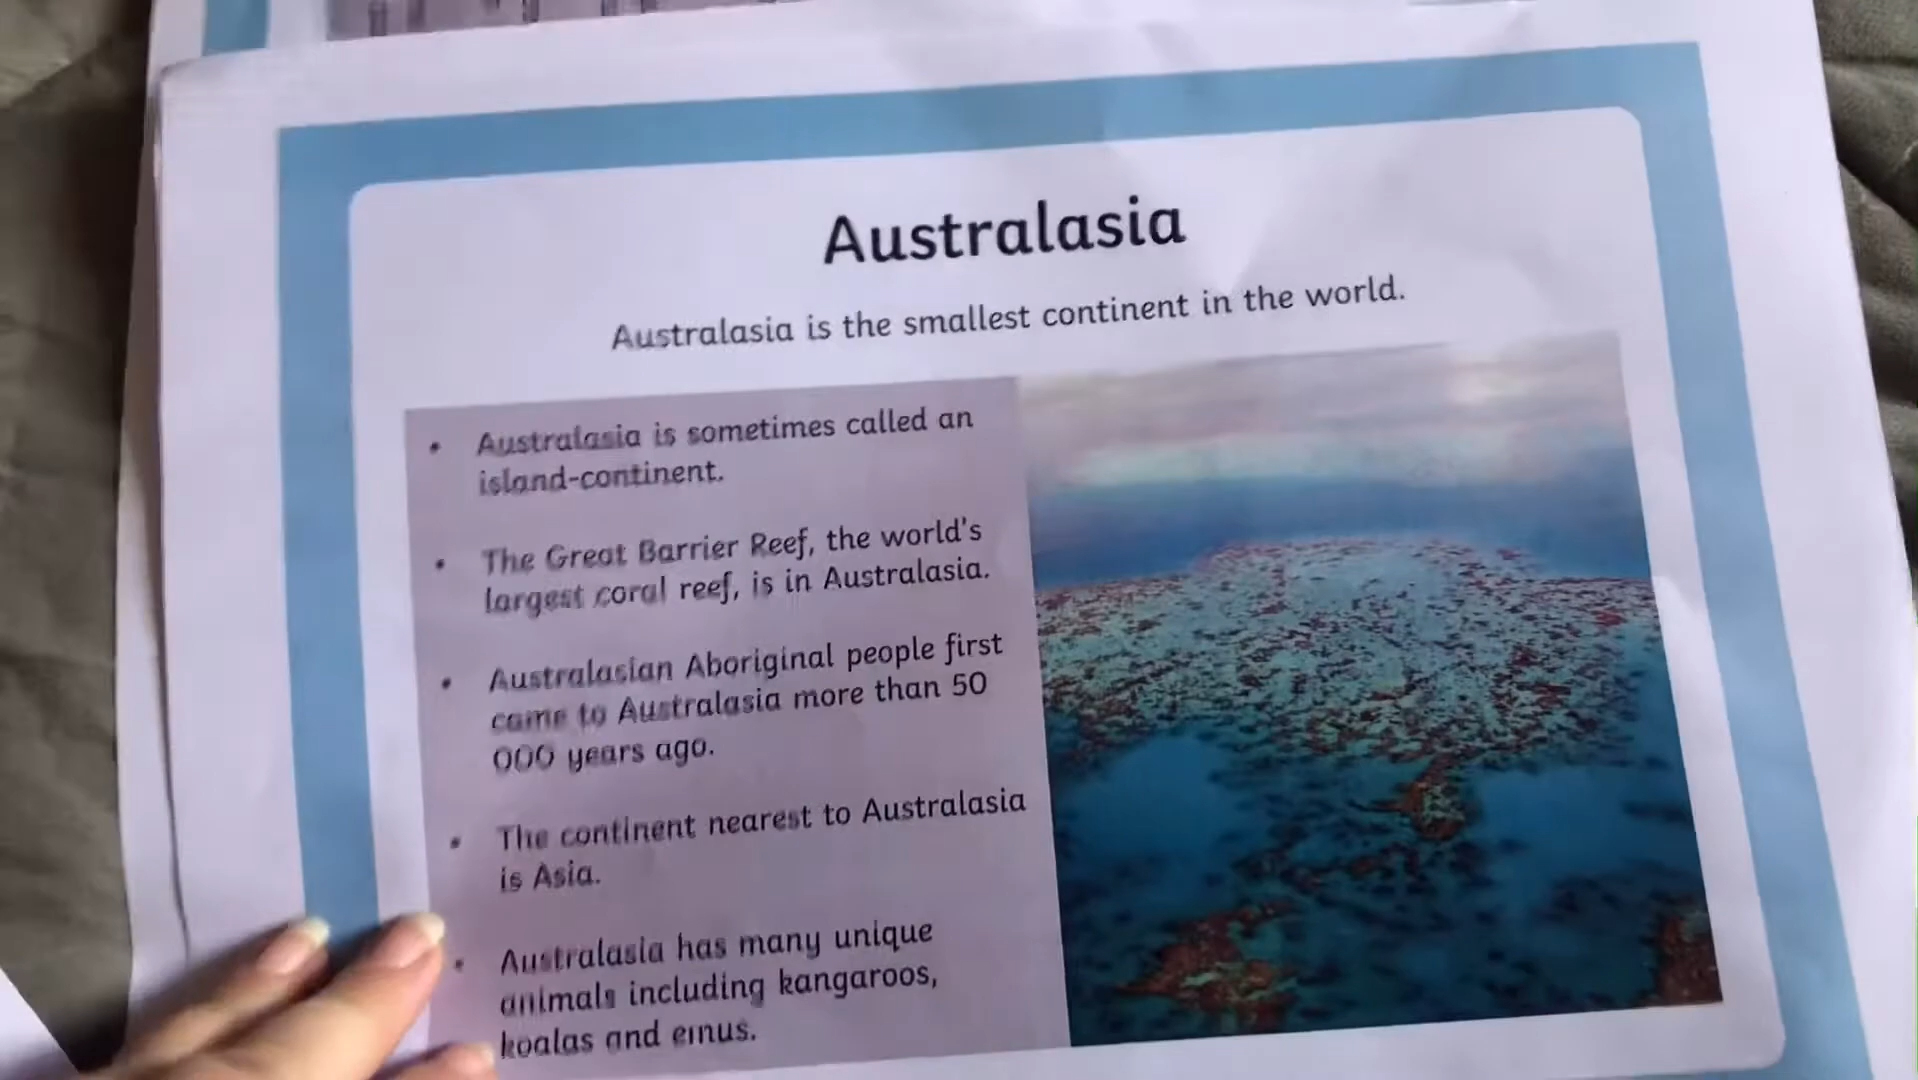 Australasia
Australasia is the smallest continent in the world.
• Australasia is sometimes called an
island-continent.
• The Great Barrier Reef, the world's
largest coral reef, is in Australasia.
• Australasian Aboriginal people first
came to Australasia more than 50
000 years ago.
• The continent nearest to Australasia
is Asia.
• Australasia has many unique
animals including kangaroos,
koalas and emus.